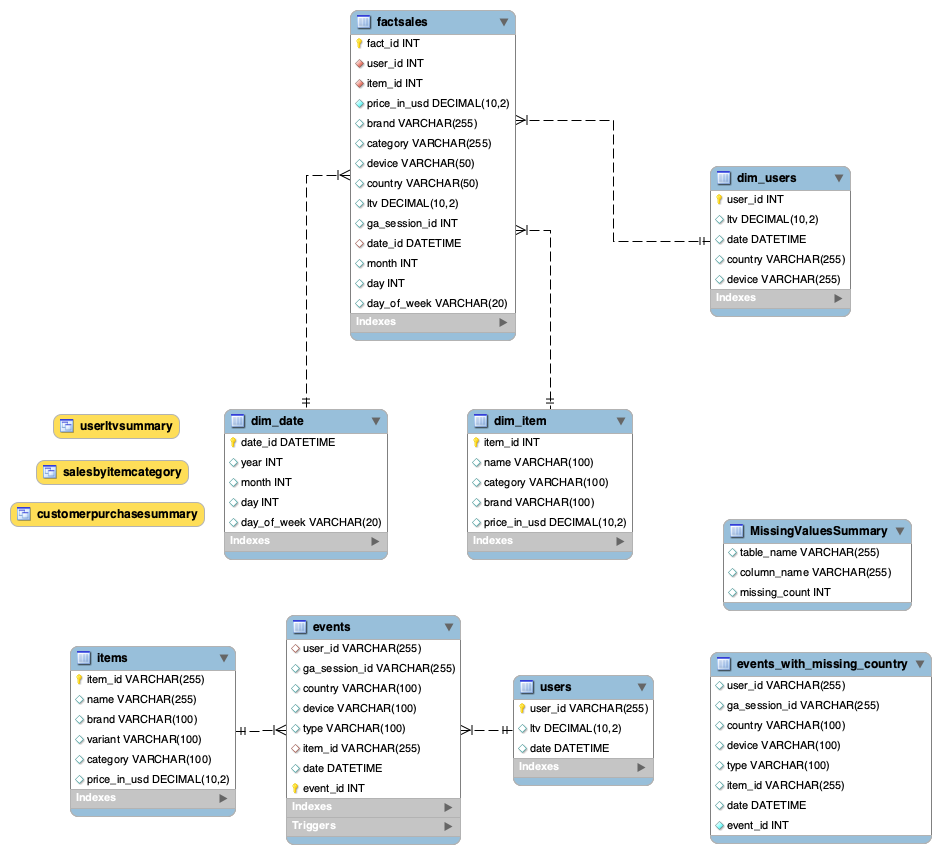 factsales
fact_id INT
user_id INT
item_id INT
price_in_usd DECIMAL(10,2)
brand VARCHAR(255)
category VARCHAR(255)
device VARCHAR(50)
country VARCHAR(50)
ltv DECIMAL(10,2)
ga_session_id INT
date_id DATETIME
month INT
day INT
day_of_week VARCHAR(20)
Indexes
dim_users
user_id INT
ltv DECIMAL(10,2)
date DATETIME
country VARCHAR(255)
device VARCHAR(255)
Indexes
userltvsummary
salesbyitemcategory
customerpurchasesummary
dim_date
date_id DATETIME
year INT
month INT
day INT
day_of_week VARCHAR(20)
Indexes
dim_item
item_id INT
name VARCHAR(100)
category VARCHAR(100)
brand VARCHAR(100)
price_in_usd DECIMAL(10,2)
Indexes
MissingValuesSummary
table_name VARCHAR(255)
column_name VARCHAR(255)
missing_count INT
items
item_id VARCHAR(255)
name VARCHAR(255)
brand VARCHAR(100)
variant VARCHAR(100)
category VARCHAR(100)
price_in_usd DECIMAL(10,2)
Indexes
events
user_id VARCHAR(255)
ga_session_id VARCHAR(255)
country VARCHAR(100)
device VARCHAR(100)
type VARCHAR(100)
item_id VARCHAR(255)
date DATETIME
event_id INT
Indexes
Triggers
users
user_id VARCHAR(255)
ltv DECIMAL(10,2)
date DATETIME
Indexes
events_with_missing_country
user_id VARCHAR(255)
ga_session_id VARCHAR(255)
country VARCHAR(100)
device VARCHAR(100)
type VARCHAR(100)
item_id VARCHAR(255)
date DATETIME
event_id INT